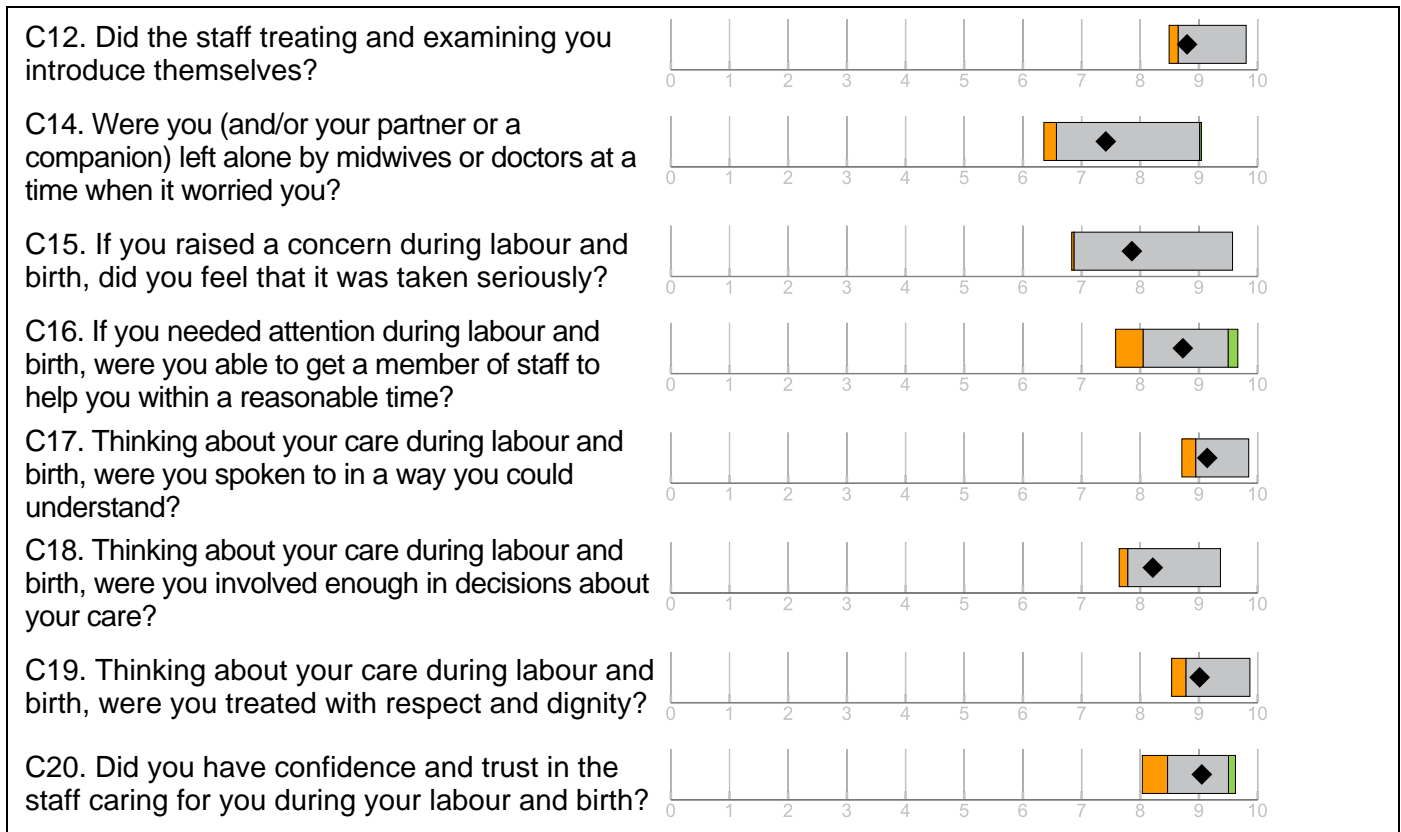 C12. Did the staff treating and examining you
introduce themselves?
0 1 2 3 4 5 6 7 8 9 10
C14. Were you (and/or your partner or a
companion) left alone by midwives or doctors at a
time when it worried you?
0 1 2 3 4 5 6 7 8 9 10
C15. If you raised a concern during labour and
birth, did you feel that it was taken seriously?
0 1 2 3 4 5 6 7 8 9 10
C16. If you needed attention during labour and
birth, were you able to get a member of staff to
help you within a reasonable time?
0 1 2 3 4 5 6 7 8 9 10
C17. Thinking about your care during labour and
birth, were you spoken to in a way you could
understand?
0 1 2 3 4 5 6 7 8 9 10
C18. Thinking about your care during labour and
birth, were you involved enough in decisions about
your care?
0 1 2 3 4 5 6 7 8 9 10
C19. Thinking about your care during labour and
birth, were you treated with respect and dignity?
0 1 2 3 4 5 6 7 8 9 10
C20. Did you have confidence and trust in the
staff caring for you during your labour and birth?
0 1 2 3 4 5 6 7 8 9 10